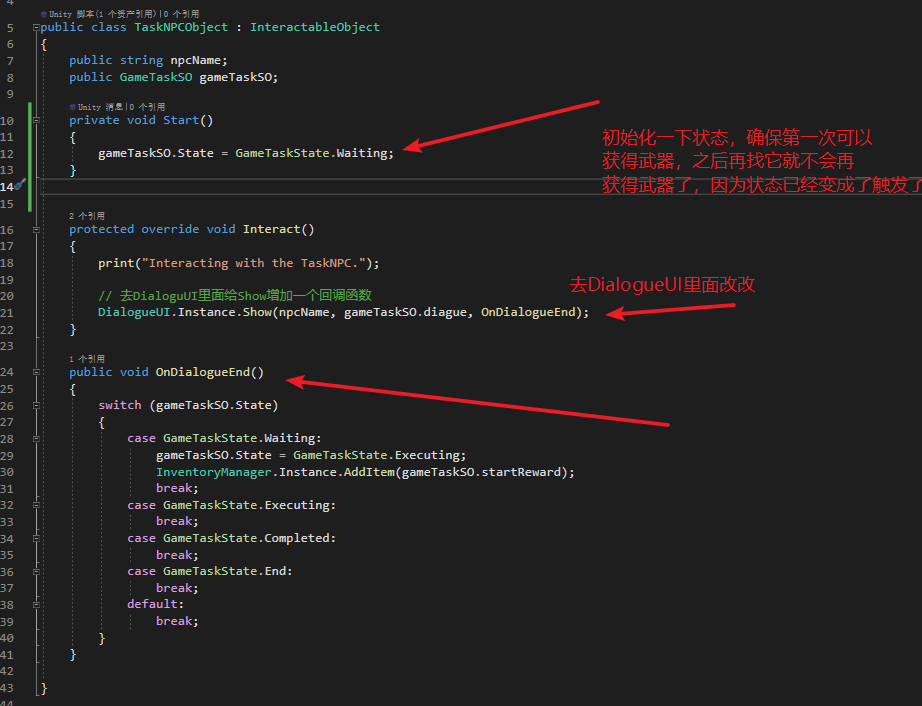 4
Unity 脚本(1 个资产引用)|0 个引用
5 public class TaskNPCObject : InteractableObject
6 {
7 public string npcName;
8 public GameTaskSO gameTaskSO;
9
Unity 消息|0 个引用
10 private void Start()
11 {
12 gameTaskSO.State = GameTaskState.Waiting;
13 }
14
15
初始化一下状态，确保第一次可以
获得武器，之后再找它就不会再
获得武器了，因为状态已经变成了触发了
2 个引用
16 protected override void Interact()
17 {
18 print("Interacting with the TaskNPC.");
19
20 // 去DialoguUI里面给Show增加一个回调函数
21 DialogueUI.Instance.Show(npcName, gameTaskSO.diague, OnDialogueEnd);
22 }
23
去DialogueUI里面改改
1 个引用
24 public void OnDialogueEnd()
25 {
26 switch (gameTaskSO.State)
27 {
28 case GameTaskState.Waiting:
29 gameTaskSO.State = GameTaskState.Executing;
30 InventoryManager.Instance.AddItem(gameTaskSO.startReward);
31 break;
32 case GameTaskState.Executing:
33 break;
34 case GameTaskState.Completed:
35 break;
36 case GameTaskState.End:
37 break;
38 default:
39 break;
40 }
41 }
42
43 }
44